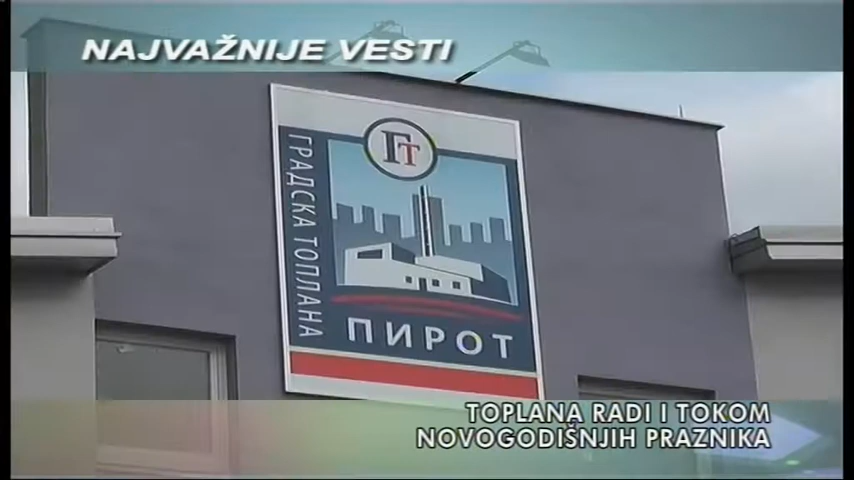 NAJVAŽNIJE VESTI
ГТ
ГРАДСКА ТОПЛАНА
ПИРОТ
TOPLANA RADI I TOKOM
NOVOGODIŠNJIH PRAZNIKA